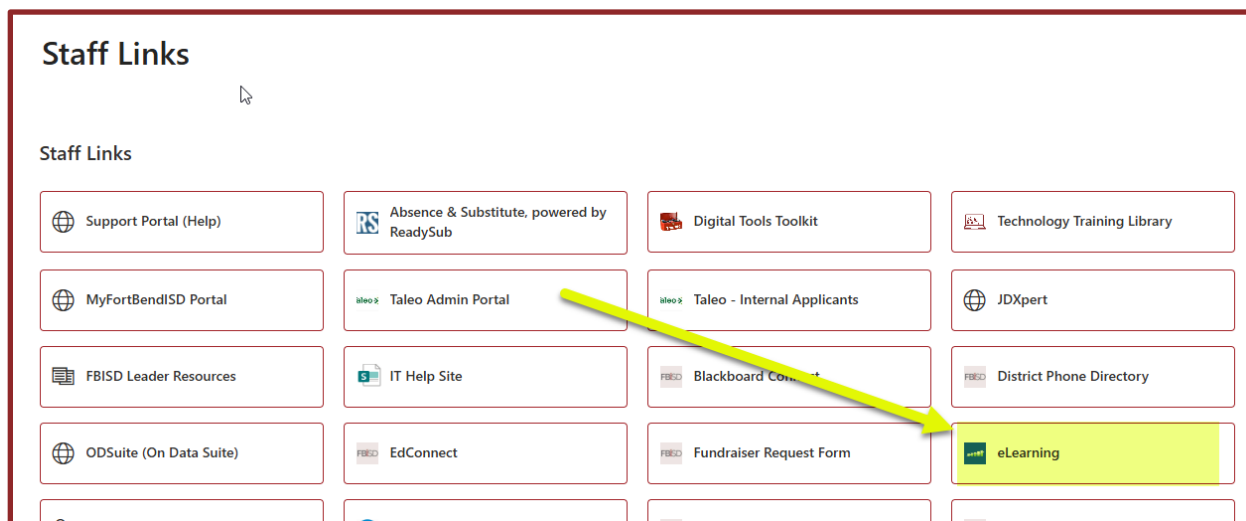 Staff Links
Staff Links
Support Portal (Help)
Absence & Substitute, powered by
ReadySub
RS
Digital Tools Toolkit
Technology Training Library
MyFortBendISD Portal
taleo
Taleo Admin Portal
taleo
Taleo - Internal Applicants
JDXpert
FBISD Leader Resources
S
IT Help Site
FBISD
Blackboard Connect
FBISD
District Phone Directory
ODSuite (On Data Suite)
FBISD
EdConnect
FBISD
Fundraiser Request Form
eLearning